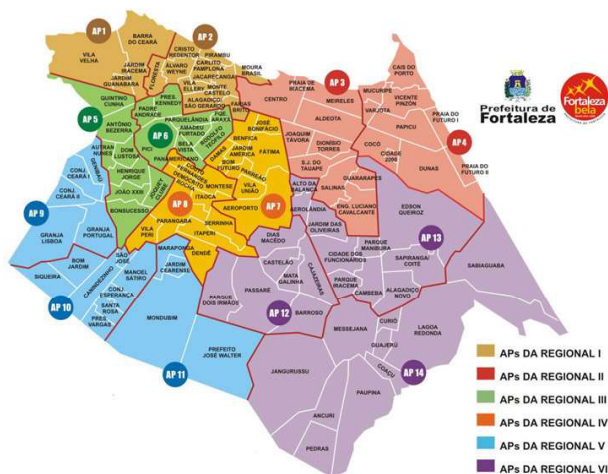 AP 1
AP 2
VILA
VELHA
BARRA
DO CEARÁ
JARDIM
IRACEMA
JARDIM
GUANABARA
FLORESTA
CRISTO
REDENTOR
PIRAMBU
ÁLVARO
WEYNE
CARLITO
PAMPLONA
JACARECANGA
VILA
ELLERY
MONTE
CASTELO
ALAGADIÇO/
SÃO GERARDO
MOURA
BRASIL
FARIAS
BRITO
AP 3
CENTRO
PRAIA DE
IRACEMA
MEIRELES
ALDEOTA
JOAQUIM
TÁVORA
DIONÍSIO
TORRES
S.J. DO
TAUAPE
SALINAS
GUARARAPES
ENG. LUCIANO
CAVALCANTE
CAIS DO
PORTO
MUCURIPE
VICENTE
PINZÓN
VARJOTA
PAPICU
PRAIA DO
FUTURO I
COCÓ
CIDADE
2000
DUNAS
AP 4
PRAIA DO
FUTURO II
Prefeitura de
Fortaleza
Fortaleza
bela
AP 5
QUINTINO
CUNHA
PADRE
ANDRADE
PRES.
KENNEDY
PARQUELÂNDIA
PQE.
ARAXÁ
ANTÔNIO
BEZERRA
AP 6
AMADEU
FURTADO
RODOLFO
TEÓFILO
BELA
VISTA
PICI
PANAMERICANO
AUTRAN
NUNES
DOM
LUSTOSA
HENRIQUE
JORGE
JOÃO XXIII
JÓQUEI
CLUBE
BONSUCESSO
GENIBAÚ
CONJ.
CEARÁ I
CONJ.
CEARÁ II
AP 9
GRANJA
LISBOA
GRANJA
PORTUGAL
JOSÉ
BONIFÁCIO
BENFICA
FÁTIMA
DAMAS
JARDIM
AMÉRICA
BOM
FUTURO
PARREÃO
COUTO
FERNANDES
DEMÓCRITO
ROCHA
MONTESE
ITAOCA
VILA
UNIÃO
AEROPORTO
AP 7
AP 8
PARANGABA
SERRINHA
VILA
PERI
ITAPERI
DENDÊ
SIQUEIRA
BOM
JARDIM
SÃO
JOSÉ
CANINDEZINHO
MARAPONGA
JARDIM
CEARENSE
MANOEL
SATIRO
CONJ.
ESPERANÇA
SANTA
ROSA
PRES.
VARGAS
AP 10
MONDUBIM
PREFEITO
JOSÉ WALTER
AP 11
ALTO DA
BALANÇA
AEROLÂNDIA
JARDIM DAS
OLIVEIRAS
EDSON
QUEIROZ
AP 13
DIAS
MACÊDO
CASTELÃO
MATA
GALINHA
CAJAZEIRAS
CIDADE DOS
FUNCIONÁRIOS
PARQUE
MANIBURA
SAPIRANGA/
COITÉ
SABIAGUABA
PARQUE
IRACEMA
CAMBEBA
ALAGADIÇO
NOVO
PASSARÉ
PARQUE
DOIS IRMÃOS
AP 12
BARROSO
MESSEJANA
CURIÓ
LAGOA
REDONDA
GUAJERÚ
COAÇU
AP 14
JANGURUSSU
PAUPINA
ANCURI
PEDRAS
APs DA REGIONAL I
APs DA REGIONAL II
APs DA REGIONAL III
APs DA REGIONAL IV
APs DA REGIONAL V
APs DA REGIONAL VI